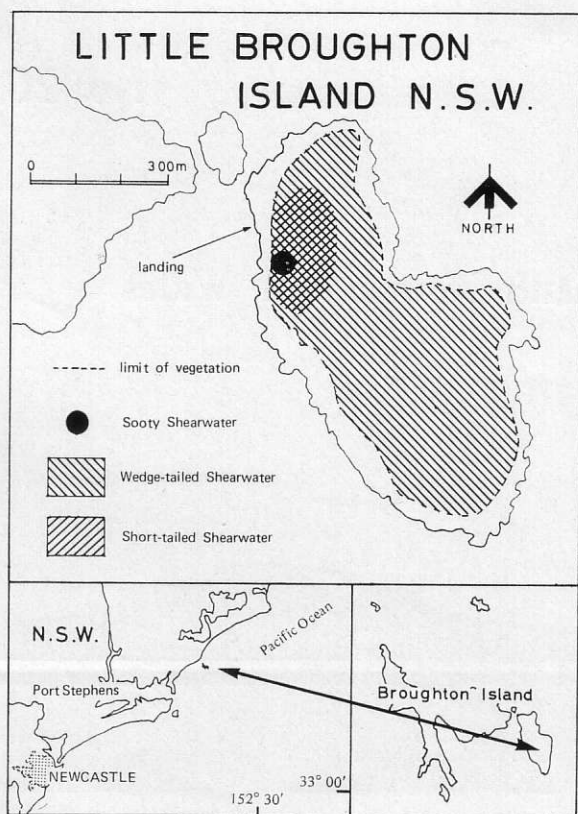 LITTLE BROUGHTON
ISLAND N.S.W.
0 300m
NORTH
landing
limit of vegetation
Sooty Shearwater
Wedge-tailed Shearwater
Short-tailed Shearwater
N.S.W.
Pacific Ocean
Port Stephens
NEWCASTLE
33° 00'
152° 30'
Broughton Island